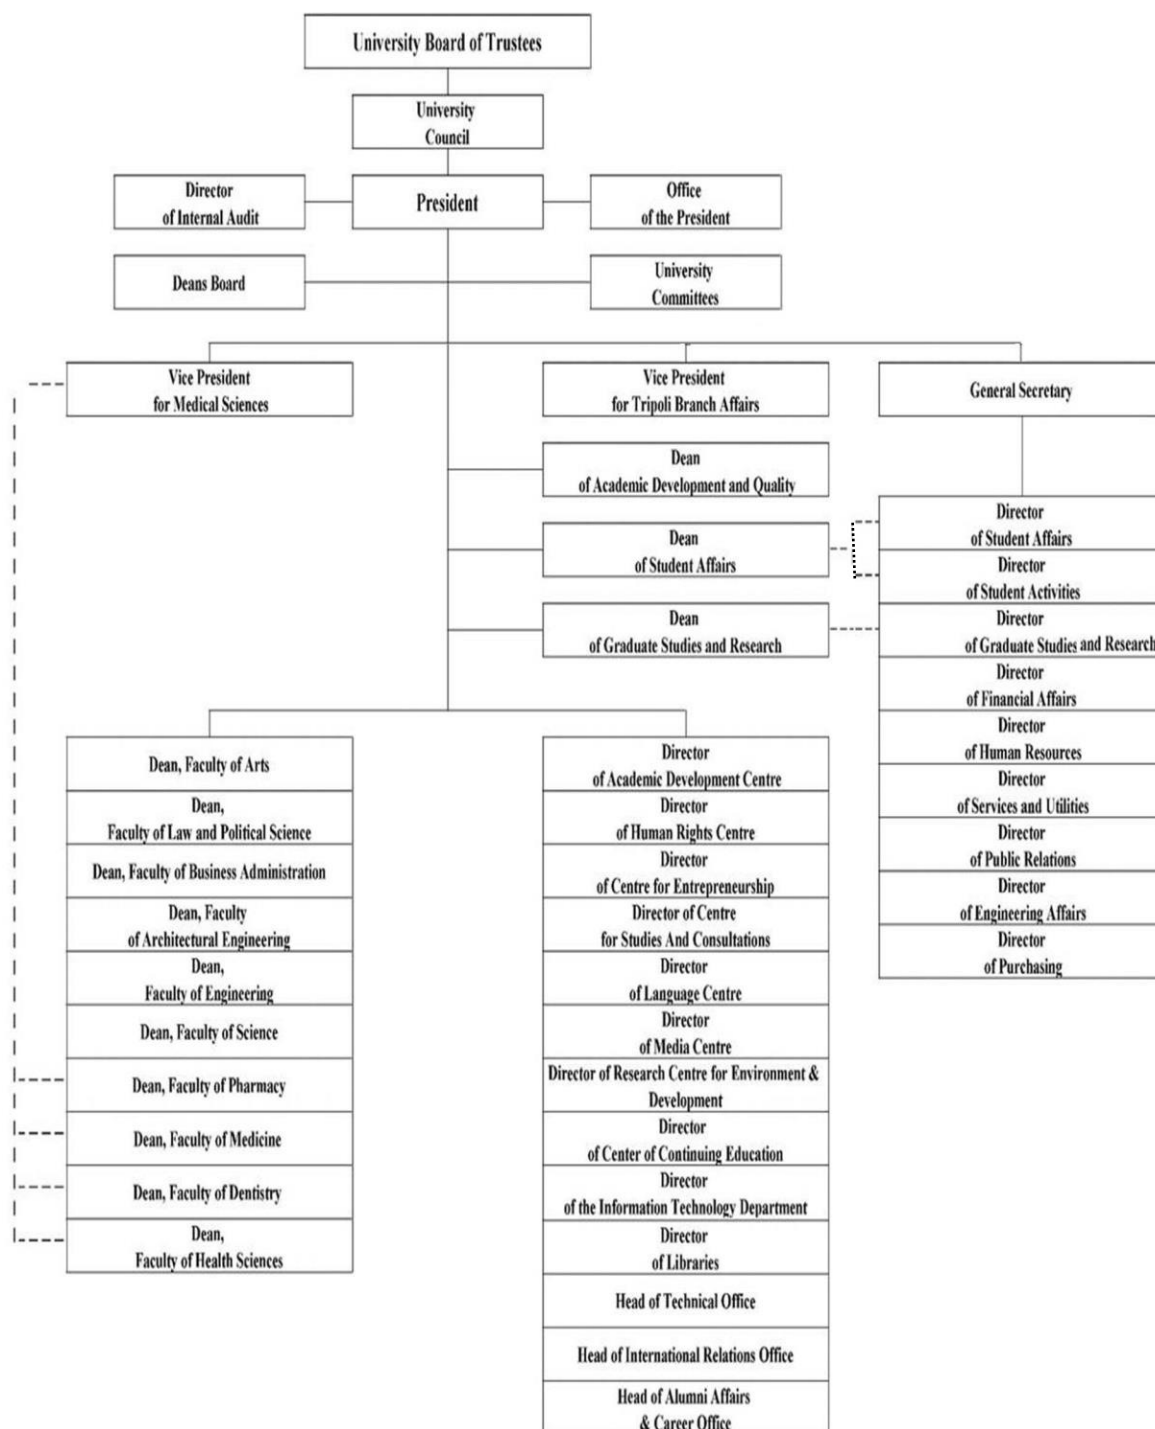 University Board of Trustees
University
Council
Director
of Internal Audit
President
Office
of the President
Deans Board
University
Committees
Vice President
for Medical Sciences
Vice President
for Tripoli Branch Affairs
General Secretary
Dean
of Academic Development and Quality
Dean
of Student Affairs
Dean
of Graduate Studies and Research
Director
of Student Affairs
Director
of Student Activities
Director
of Graduate Studies and Research
Director
of Financial Affairs
Director
of Human Resources
Director
of Services and Utilities
Director
of Public Relations
Director
of Engineering Affairs
Director
of Purchasing
Dean, Faculty of Arts
Dean,
Faculty of Law and Political Science
Dean, Faculty of Business Administration
Dean, Faculty
of Architectural Engineering
Dean,
Faculty of Engineering
Dean, Faculty of Science
Dean, Faculty of Pharmacy
Dean, Faculty of Medicine
Dean, Faculty of Dentistry
Dean,
Faculty of Health Sciences
Director
of Academic Development Centre
Director
of Human Rights Centre
Director
of Centre for Entrepreneurship
Director of Centre
for Studies And Consultations
Director
of Language Centre
Director
of Media Centre
Director of Research Centre for Environment &
Development
Director
of Center of Continuing Education
Director
of the Information Technology Department
Director
of Libraries
Head of Technical Office
Head of International Relations Office
Head of Alumni Affairs
& Career Office